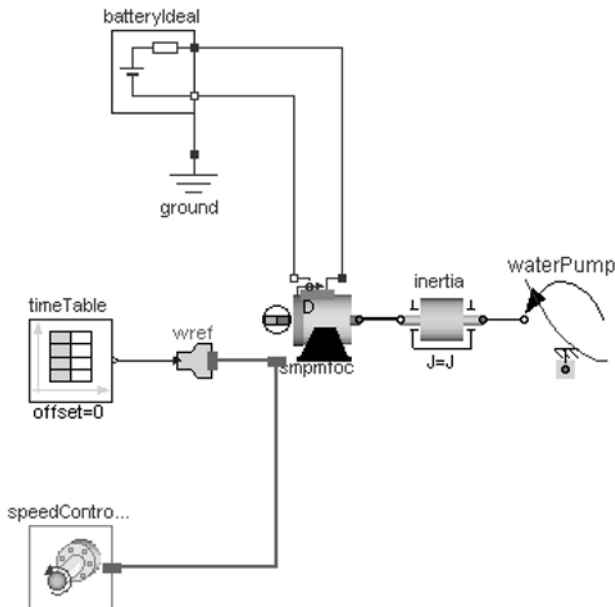 batteryIdeal
ground
waterPump
inertia
timeTable
wref
D
smpmfoc
J=J
offset=0
speedContro...